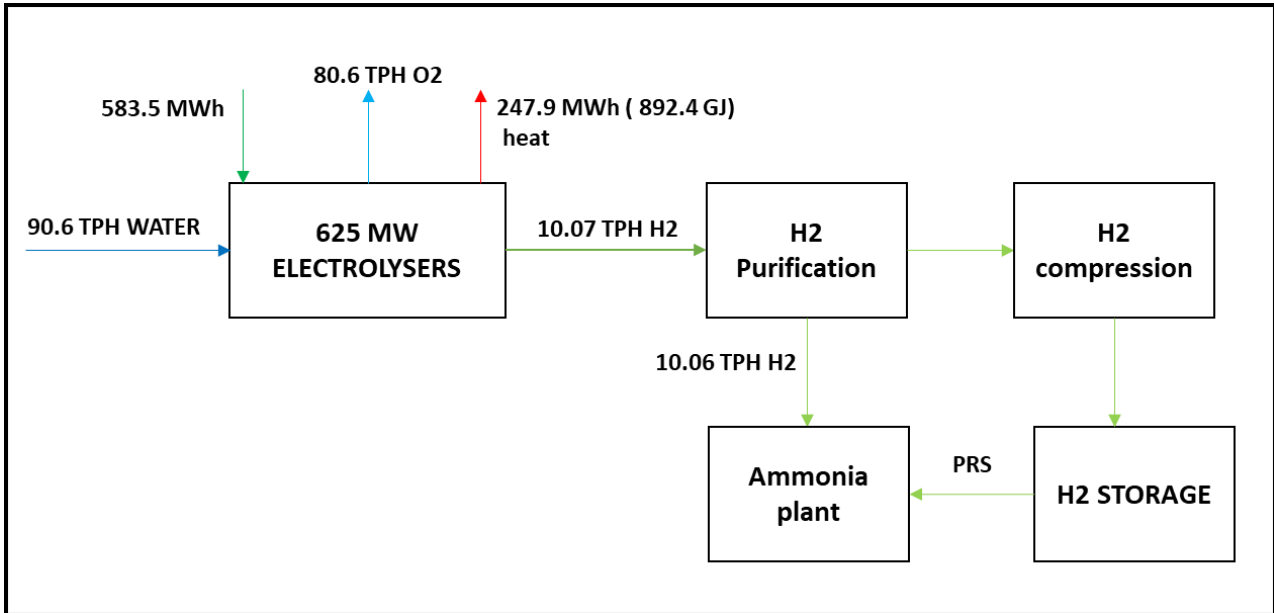 80.6 TPH O2
583.5 MWh
247.9 MWh ( 892.4 GJ)
heat
90.6 TPH WATER
625 MW
ELECTROLYSERS
10.07 TPH H2
H2
Purification
H2
compression
10.06 TPH H2
Ammonia
plant
PRS
H2 STORAGE